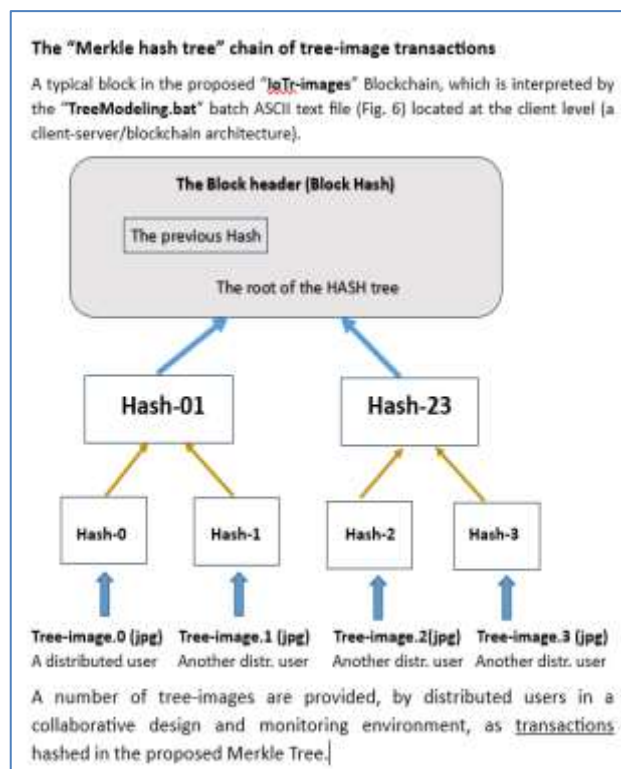 The “Merkle hash tree” chain of tree-image transactions
A typical block in the proposed “IoTr-images” Blockchain, which is interpreted by
the “TreeModeling.bat” batch ASCII text file (Fig. 6) located at the client level (a
client-server/blockchain architecture).
The Block header (Block Hash)
The previous Hash
The root of the HASH tree
Hash-01 Hash-23
Hash-0 Hash-1 Hash-2 Hash-3
Tree-image.0 (jpg) Tree-image.1 (jpg) Tree-image.2(jpg) Tree-image.3 (jpg)
A distributed user Another distr. user Another distr. user Another distr. user
A number of tree-images are provided, by distributed users in a
collaborative design and monitoring environment, as transactions
hashed in the proposed Merkle Tree.